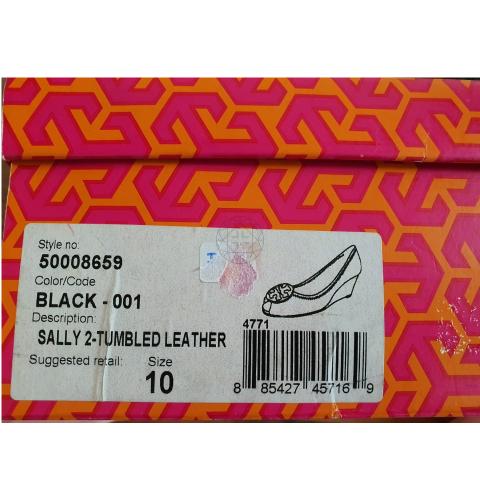 Style no:
50008659
Color/Code
BLACK - 001
Description:
SALLY 2-TUMBLED LEATHER
Suggested retail: Size
10
4771
8 85427 45716 9